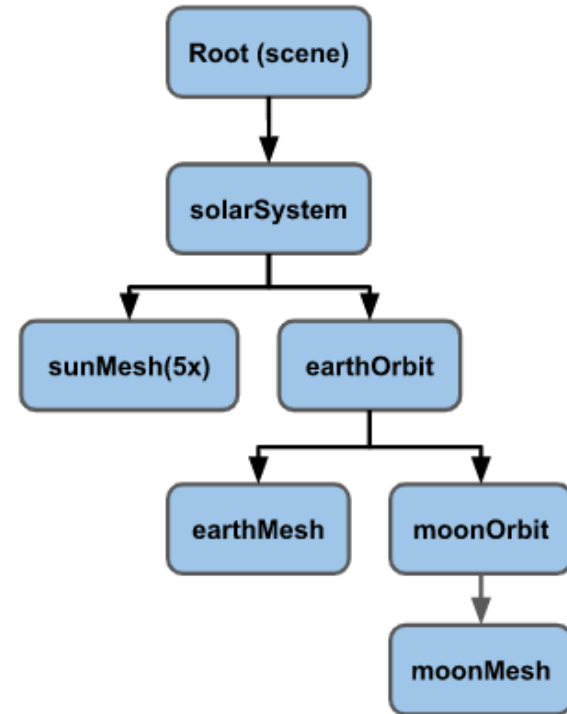 Root (scene)
solarSystem
sunMesh(5x)
earthOrbit
earthMesh
moonOrbit
moonMesh